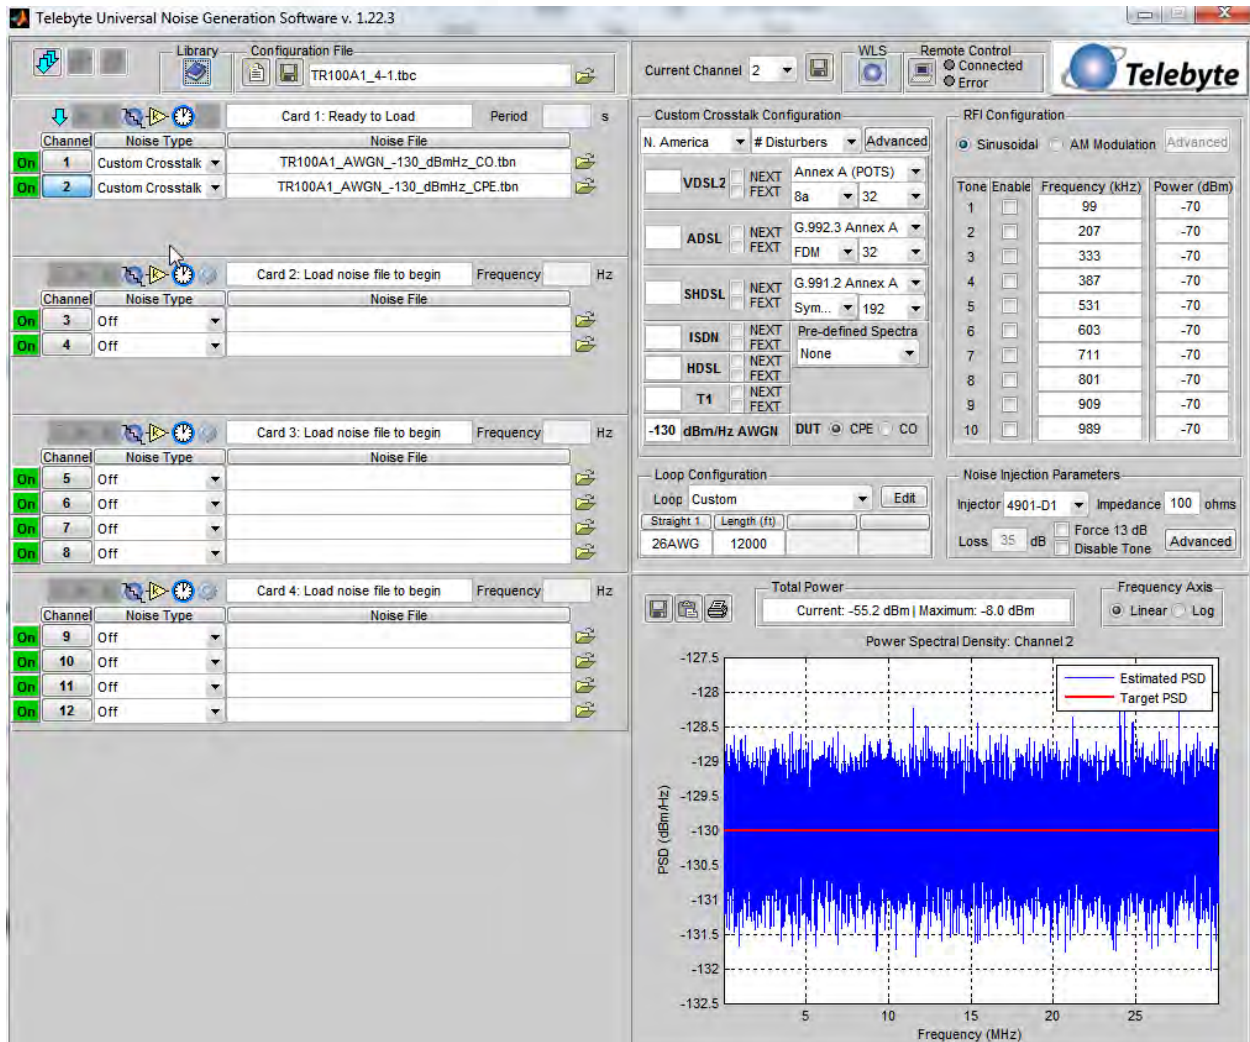 Telebyte Universal Noise Generation Software v. 1.22.3
Library
Configuration File
TR100A1_4-1.tbc
Current Channel 2
WLS
Remote Control
Connected
Error
Telebyte
Card 1: Ready to Load Period s
Channel Noise Type Noise File
On 1 Custom Crosstalk TR100A1_AWGN_-130_dBmHz_CO.tbn
On 2 Custom Crosstalk TR100A1_AWGN_-130_dBmHz_CPE.tbn
Card 2: Load noise file to begin Frequency Hz
Channel Noise Type Noise File
On 3 Off
On 4 Off
Card 3: Load noise file to begin Frequency Hz
Channel Noise Type Noise File
On 5 Off
On 6 Off
On 7 Off
On 8 Off
Card 4: Load noise file to begin Frequency Hz
Channel Noise Type Noise File
On 9 Off
On 10 Off
On 11 Off
On 12 Off
Custom Crosstalk Configuration
N. America # Disturbers Advanced
VDSL2 NEXT FEXT Annex A (POTS)
8a 32
ADSL NEXT FEXT G.992.3 Annex A
FDM 32
SHDSL NEXT FEXT G.991.2 Annex A
Sym... 192
ISDN NEXT FEXT Pre-defined Spectra
None
HDSL NEXT FEXT
T1 NEXT FEXT
-130 dBm/Hz AWGN DUT CPE CO
RFI Configuration
Sinusoidal AM Modulation Advanced
Tone Enable Frequency (kHz) Power (dBm)
1 99 -70
2 207 -70
3 333 -70
4 387 -70
5 531 -70
6 603 -70
7 711 -70
8 801 -70
9 909 -70
10 989 -70
Loop Configuration
Loop Custom Edit
Straight 1 Length (ft)
26AWG 12000
Noise Injection Parameters
Injector 4901-D1 Impedance 100 ohms
Loss 35 dB Force 13 dB
Disable Tone Advanced
Total Power
Current: -55.2 dBm | Maximum: -8.0 dBm
Frequency Axis
Linear Log
Power Spectral Density: Channel 2
Estimated PSD
Target PSD
PSD (dBm/Hz)
-127.5
-128
-128.5
-129
-129.5
-130
-130.5
-131
-131.5
-132
-132.5
5 10 15 20 25
Frequency (MHz)